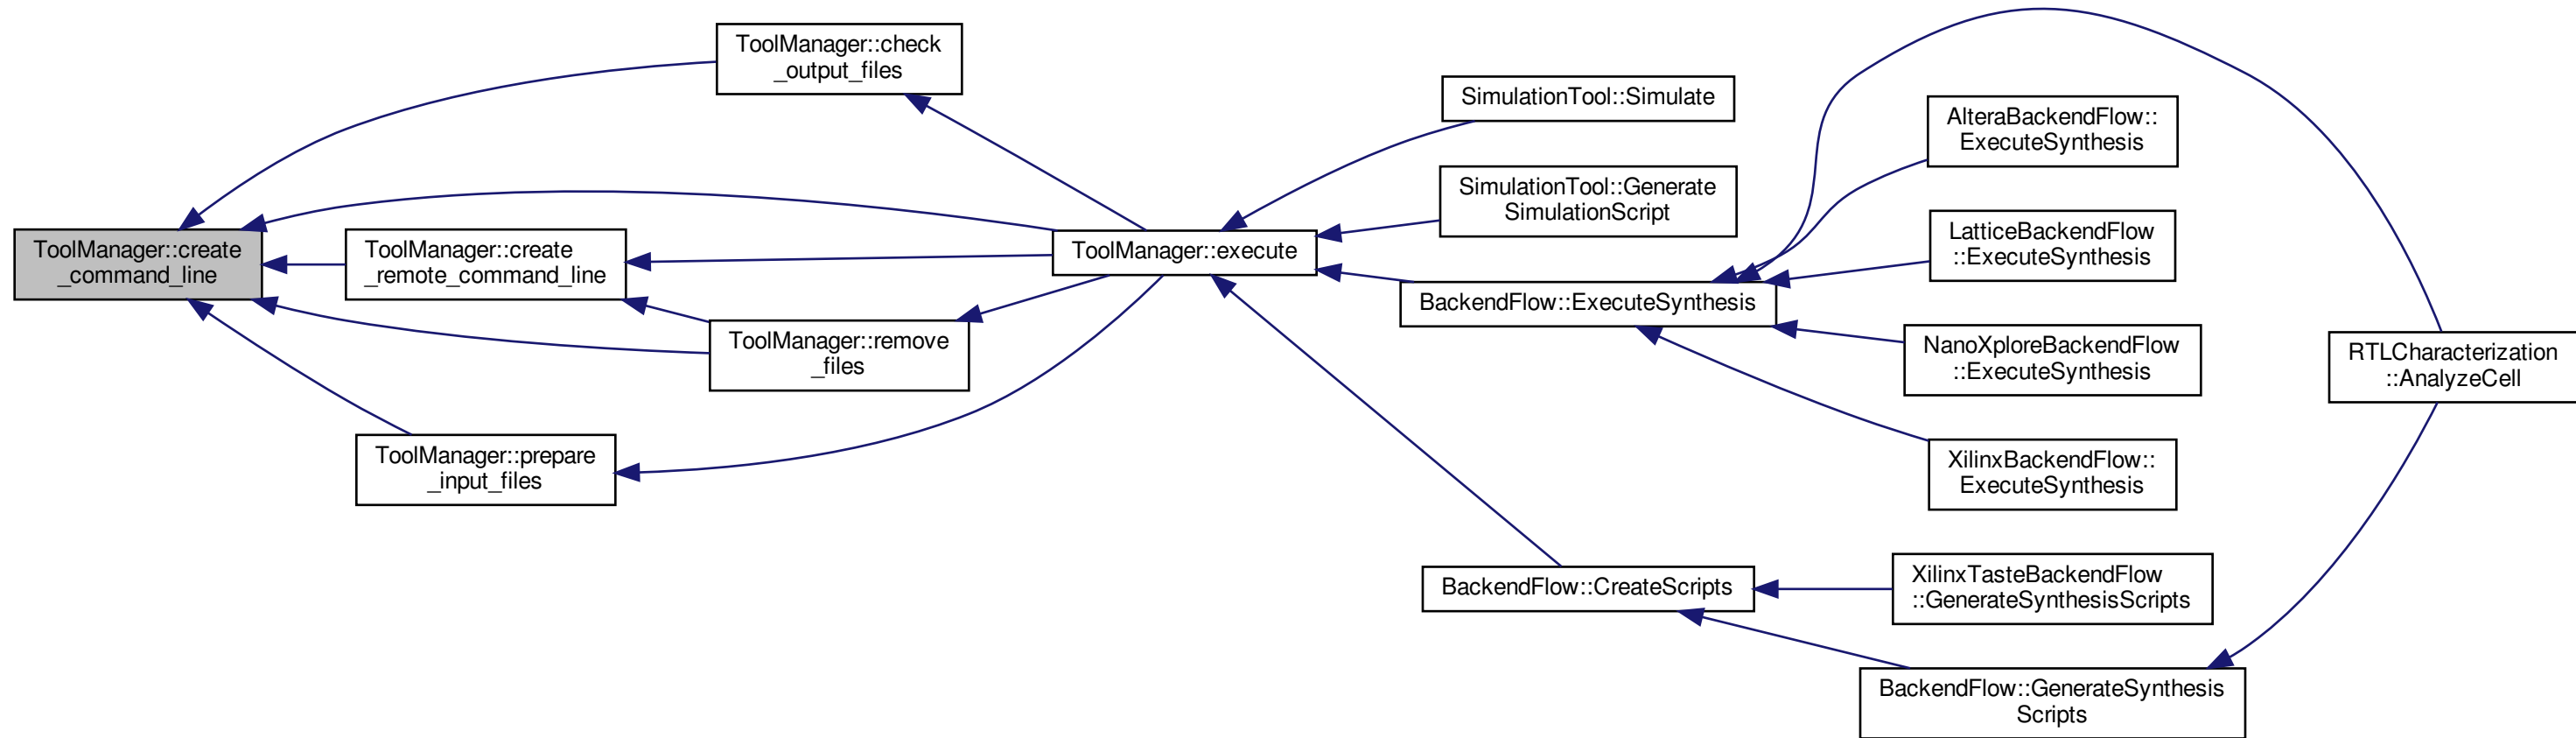 ToolManager::create
_command_line
ToolManager::check
_output_files
ToolManager::create
_remote_command_line
ToolManager::remove
_files
ToolManager::prepare
_input_files
ToolManager::execute
SimulationTool::Simulate
SimulationTool::Generate
SimulationScript
BackendFlow::ExecuteSynthesis
BackendFlow::CreateScripts
AlteraBackendFlow::
ExecuteSynthesis
LatticeBackendFlow
::ExecuteSynthesis
NanoXploreBackendFlow
::ExecuteSynthesis
XilinxBackendFlow::
ExecuteSynthesis
XilinxTasteBackendFlow
::GenerateSynthesisScripts
BackendFlow::GenerateSynthesis
Scripts
RTLCharacterization
::AnalyzeCell